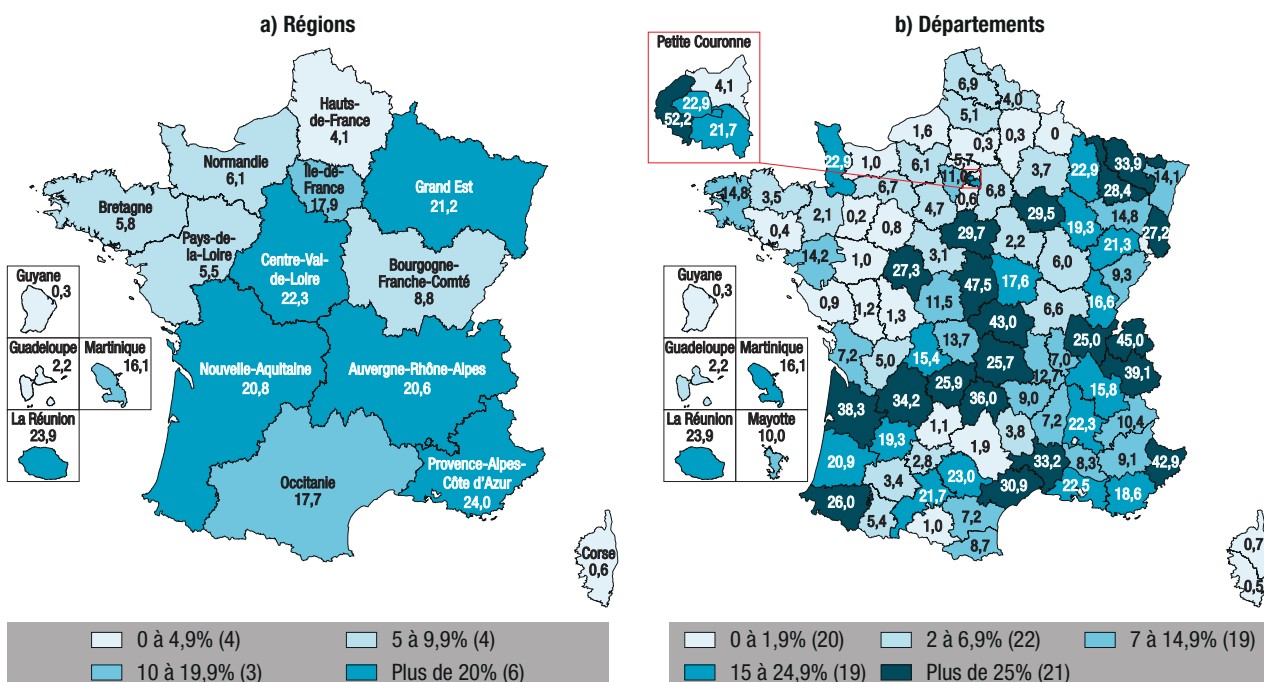 a) Régions
Hauts-
de-France
4,1
Normandie
6,1
Île-de-
France
17,9
Grand Est
21,2
Bretagne
5,8
Pays-de-
la-Loire
5,5
Centre-Val-
de-Loire
22,3
Bourgogne-
Franche-Comté
8,8
Guyane
0,3
Guadeloupe
2,2
Martinique
16,1
La Réunion
23,9
Nouvelle-Aquitaine
20,8
Auvergne-Rhône-Alpes
20,6
Occitanie
17,7
Provence-Alpes-
Côte d'Azur
24,0
Corse
0,6
0 à 4,9% (4)
5 à 9,9% (4)
10 à 19,9% (3)
Plus de 20% (6)
b) Départements
Petite Couronne
4,1
22,9
52,2
21,7
6,9
4,0
5,1
1,6
0,3
0
22,9
1,0
6,1
5,7
0,3
3,7
22,9
33,9
14,1
28,4
11,0
6,8
14,8
3,5
6,7
0,6
2,1
0,2
4,7
29,5
19,3
14,8
27,2
0,4
0,8
29,7
2,2
21,3
14,2
1,0
27,3
3,1
6,0
9,3
47,5
17,6
16,6
0,9
1,2
1,3
11,5
43,0
6,6
7,2
5,0
15,4
13,7
25,7
7,0
25,0
45,0
12,7
39,1
38,3
34,2
25,9
36,0
9,0
15,8
19,3
1,1
1,9
3,8
7,2
22,3
10,4
20,9
2,8
23,0
33,2
8,3
9,1
42,9
3,4
21,7
30,9
22,5
18,6
26,0
5,4
1,0
7,2
8,7
0,7
0,5
Guyane
0,3
Guadeloupe
2,2
Martinique
16,1
La Réunion
23,9
Mayotte
10,0
0 à 1,9% (20)
2 à 6,9% (22)
7 à 14,9% (19)
15 à 24,9% (19)
Plus de 25% (21)